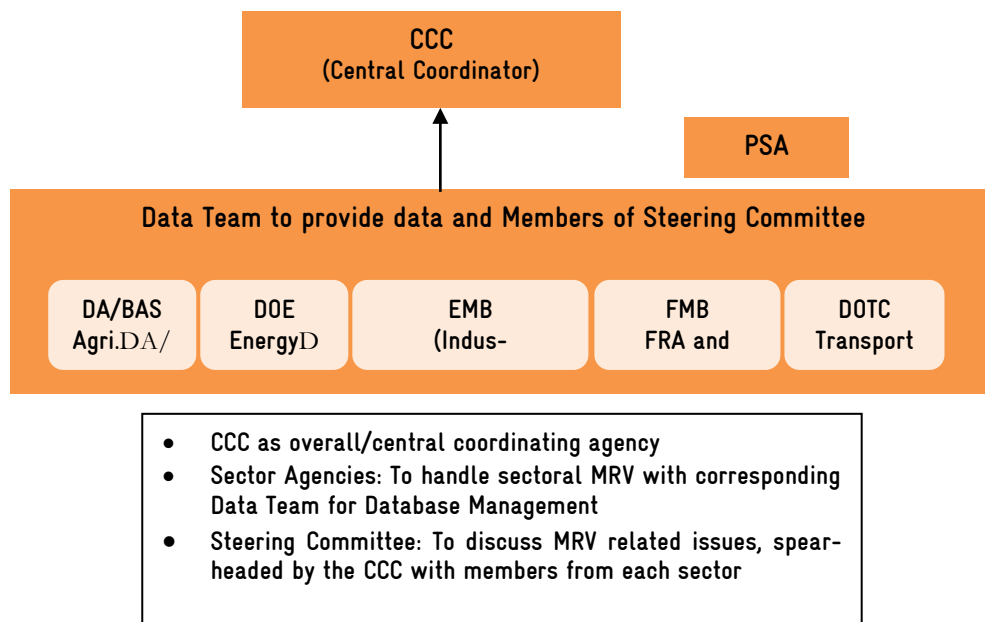 CCC
(Central Coordinator)
PSA
Data Team to provide data and Members of Steering Committee
DA/BAS
Agri.DA/
DOE
EnergyD
EMB
(Indus-
FMB
FRA and
DOTC
Transport
• CCC as overall/central coordinating agency
• Sector Agencies: To handle sectoral MRV with corresponding
Data Team for Database Management
• Steering Committee: To discuss MRV related issues, spear-
headed by the CCC with members from each sector